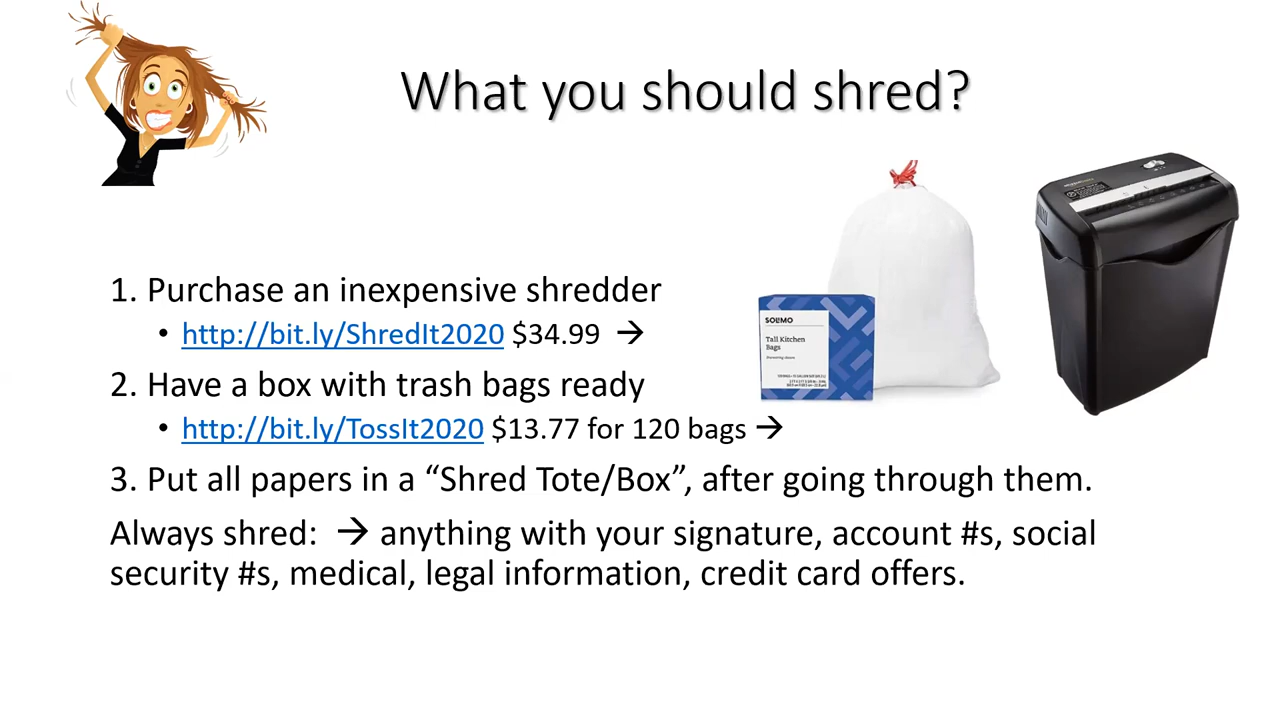 What you should shred?
1. Purchase an inexpensive shredder
• http://bit.ly/ShredIt2020 $34.99 →
2. Have a box with trash bags ready
• http://bit.ly/TossIt2020 $13.77 for 120 bags →
3. Put all papers in a “Shred Tote/Box”, after going through them.
Always shred: → anything with your signature, account #s, social
security #s, medical, legal information, credit card offers.
SOLIMO
Tall Kitchen
Bags